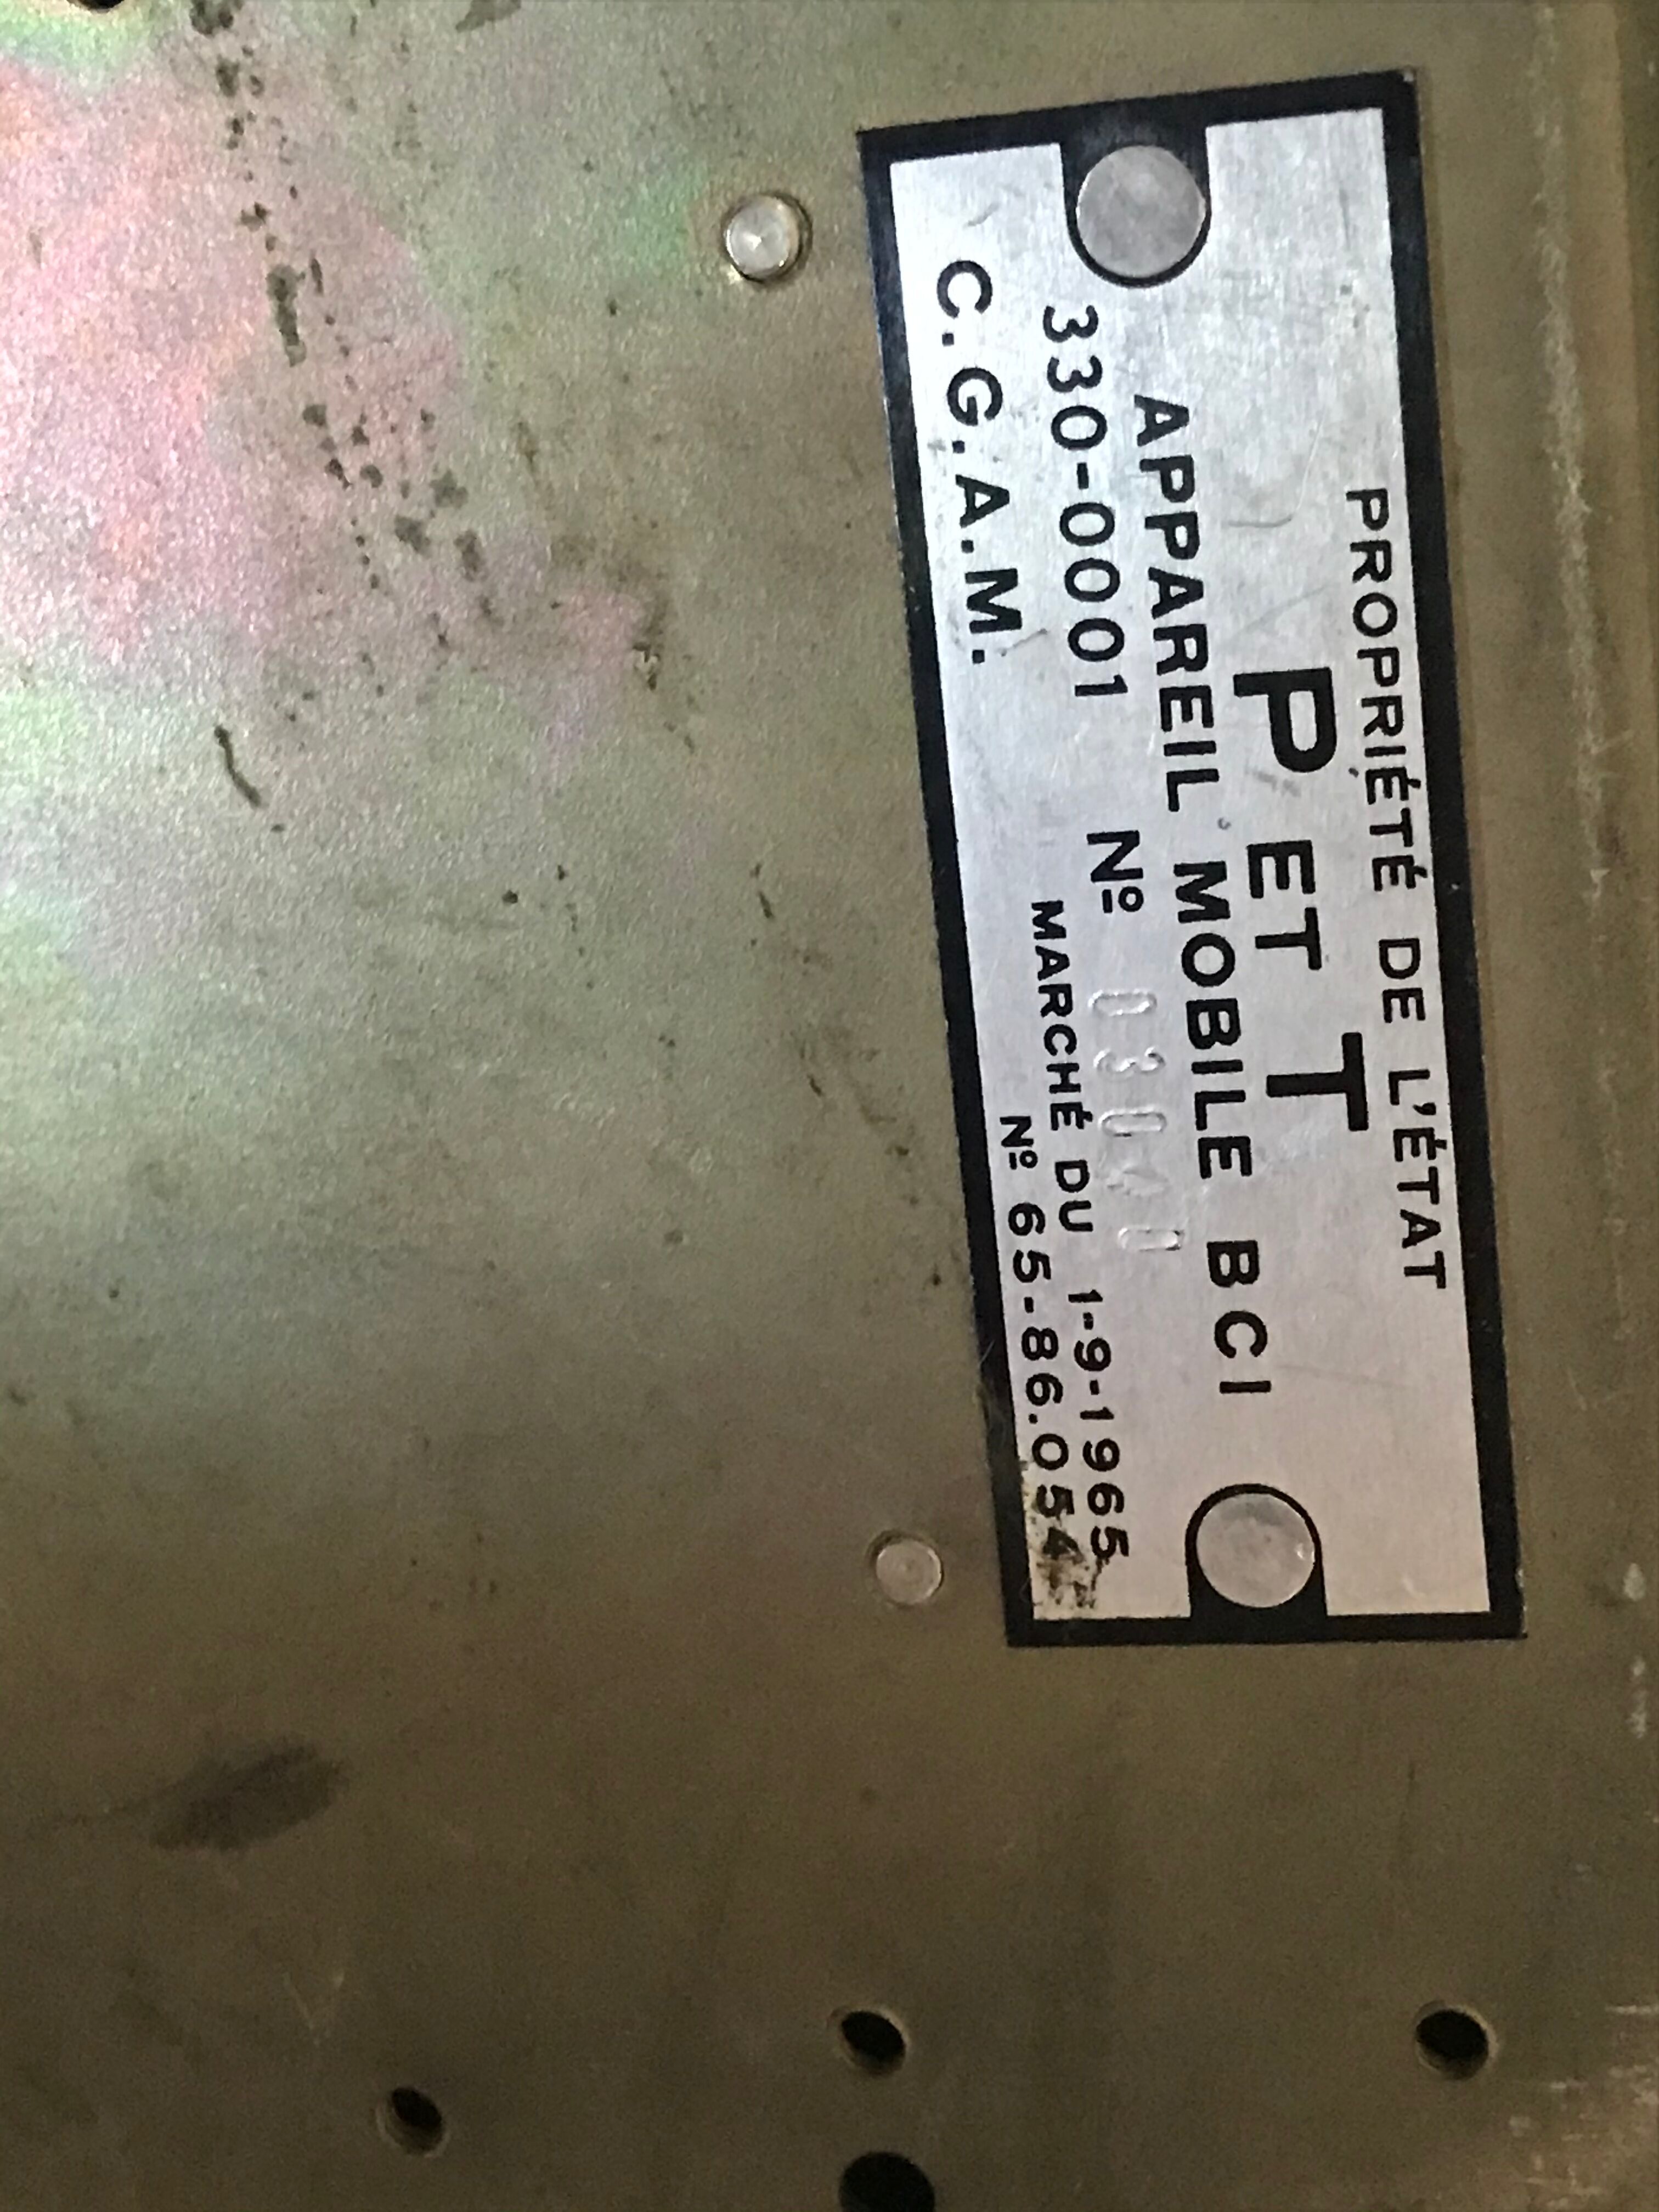 PROPRIÉTÉ DE L'ÉTAT
P ET T
APPAREIL MOBILE BCI
330-0001 Nº 03040
MARCHÉ DU 1-9-1965
C.G.A.M. Nº 65-86.054